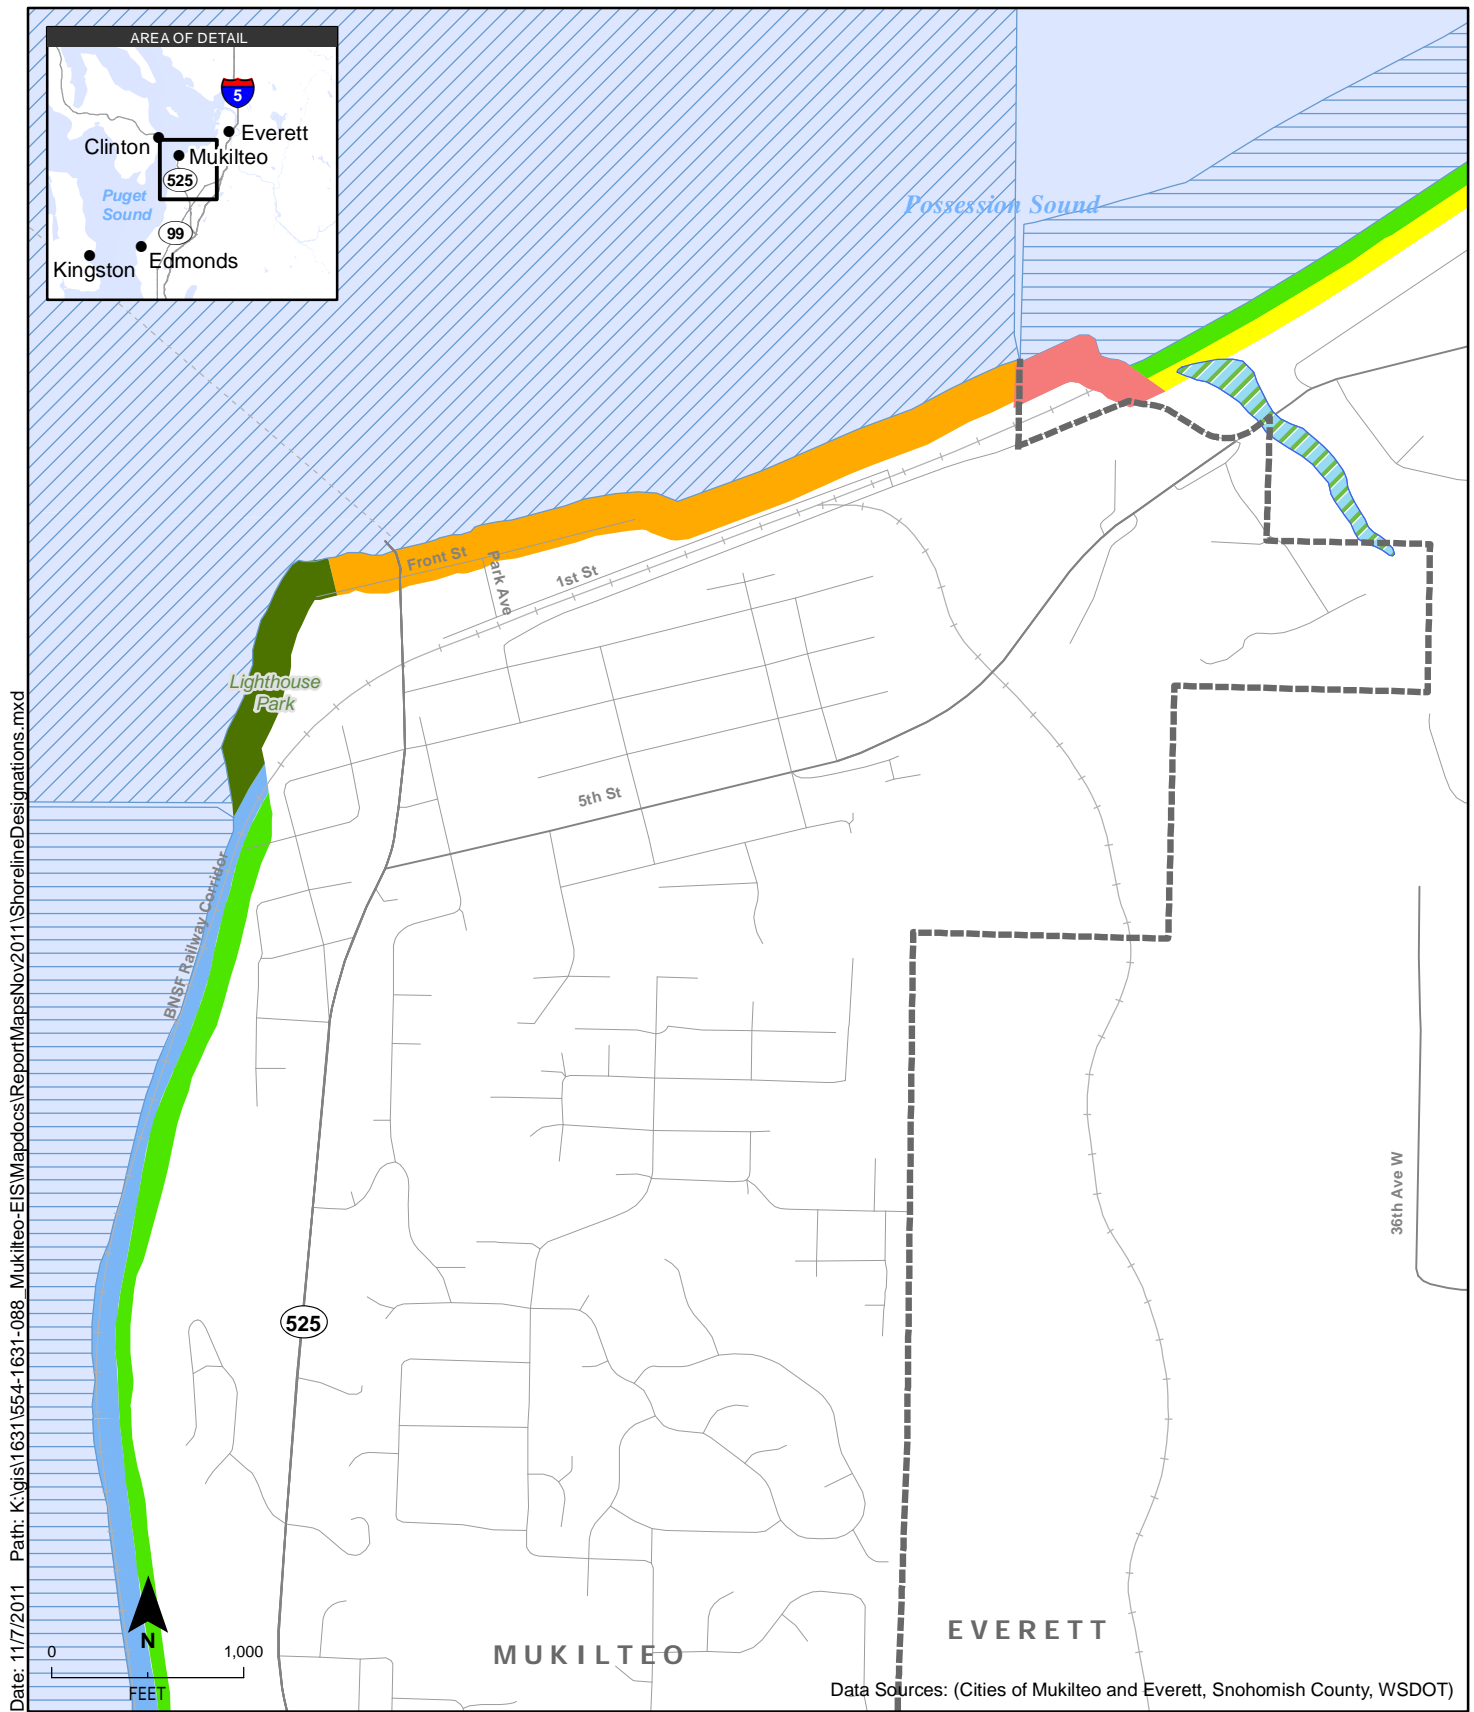 AREA OF DETAIL
5
Everett
Clinton
Mukilteo
525
Puget
Sound
99
Edmonds
Kingston
Possession Sound
Front St
Park Ave
1st St
Lighthouse
Park
5th St
BNSF Railway Corridor
36th Ave W
525
N
0 1,000
FEET
MUKILTEO
EVERETT
Data Sources: (Cities of Mukilteo and Everett, Snohomish County, WSDOT)
Date: 11/7/2011 Path: K:\gis\1631\554-1631-088_Mukilteo-EIS\Mapdocs\ReportMapsNov2011\ShorelineDesignations.mxd